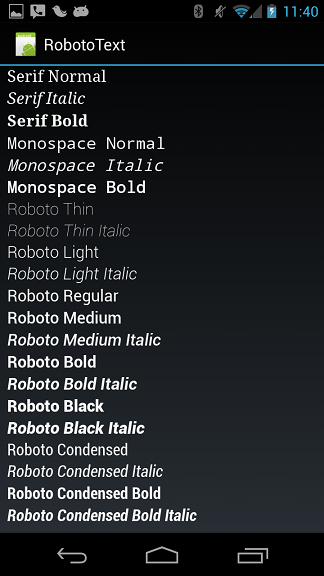 11:40
RobotoText
Serif Normal
Serif Italic
Serif Bold
Monospace Normal
Monospace Italic
Monospace Bold
Roboto Thin
Roboto Thin Italic
Roboto Light
Roboto Light Italic
Roboto Regular
Roboto Medium
Roboto Medium Italic
Roboto Bold
Roboto Bold Italic
Roboto Black
Roboto Black Italic
Roboto Condensed
Roboto Condensed Italic
Roboto Condensed Bold
Roboto Condensed Bold Italic